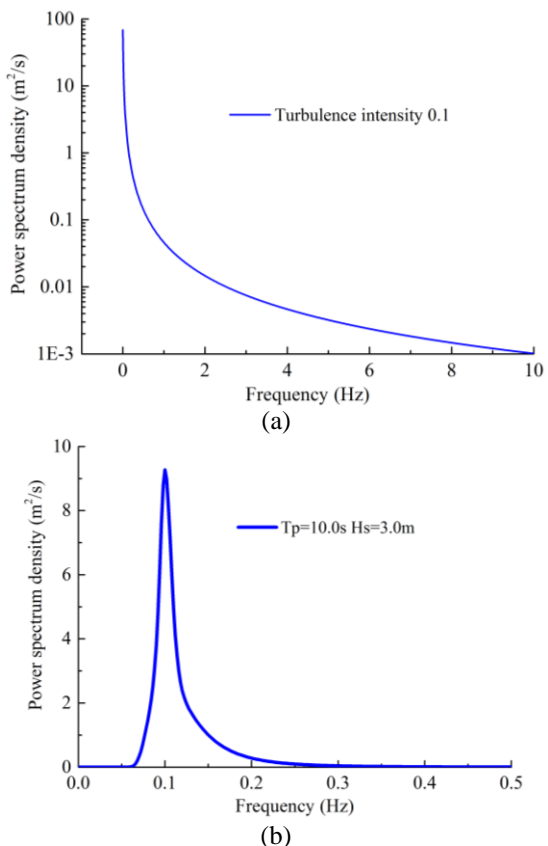 100
10
1
0.1
0.01
1E-3
Power spectrum density (m²/s)
Turbulence intensity 0.1
0 2 4 6 8 10
Frequency (Hz)
(a)
10
8
6
4
2
0
Power spectrum density (m²/s)
Tp=10.0s Hs=3.0m
0.0 0.1 0.2 0.3 0.4 0.5
Frequency (Hz)
(b)